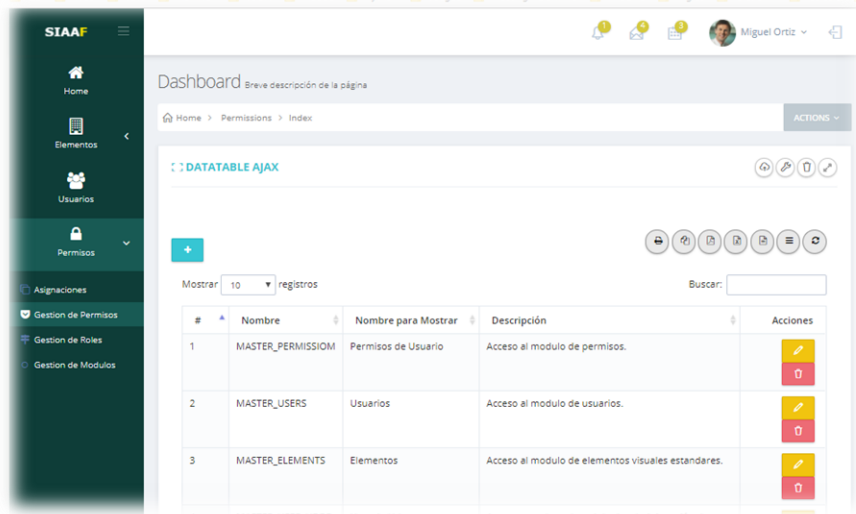 SIAAF
1
3
Miguel Ortiz
Home
Dashboard Breve descripción de la página
Home > Permissions > Index
ACTIONS
Elementos
DATATABLE AJAX
Usuarios
Permisos
+
Asignaciones
Mostrar 10 registros
Buscar:
Gestion de Permisos
Gestion de Roles
Gestion de Modulos
# Nombre Nombre para Mostrar Descripción Acciones
1 MASTER_PERMISSIOM Permisos de Usuario Acceso al modulo de permisos.
2 MASTER_USERS Usuarios Acceso al modulo de usuarios.
3 MASTER_ELEMENTS Elementos Acceso al modulo de elementos visuales estandares.